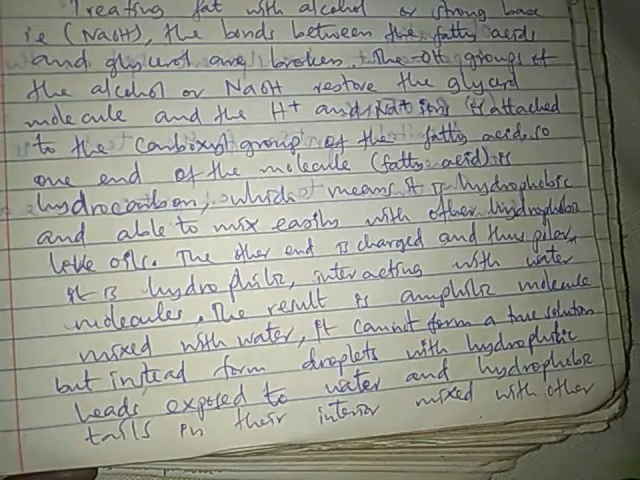 Treating fat with alcohol or strong base
ie (NaOH), the bonds between the fatty acids
and glycerol are broken. The -OH groups of
the alcohol or NaOH restore the glycerol
molecule and the H+ and Na+ ions is attached
to the carboxyl group of the fatty acid, so
one end of the molecule (fatty acid) is
hydrocarbon, which means it is hydrophobic
and able to mix easily with other hydrophobic
like oils. The other end is charged and thus polar,
it is hydrophilic, interacting with water
molecules. The result is amphilic molecule
mixed with water, it cannot form a true solution
but instead form droplets with hydrophilic
heads exposed to water and hydrophobic
tails in their interior mixed with other